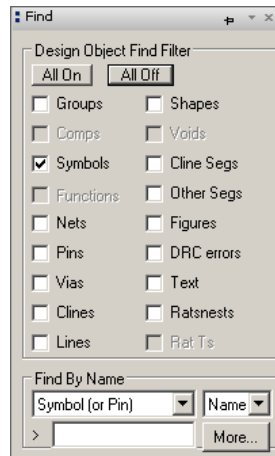 Find
Design Object Find Filter
All On All Off
Groups Shapes
Comps Voids
Symbols Cline Segs
Functions Other Segs
Nets Figures
Pins DRC errors
Vias Text
Clines Ratsnests
Lines Rat Ts
Find By Name
Symbol (or Pin) Name
> More...